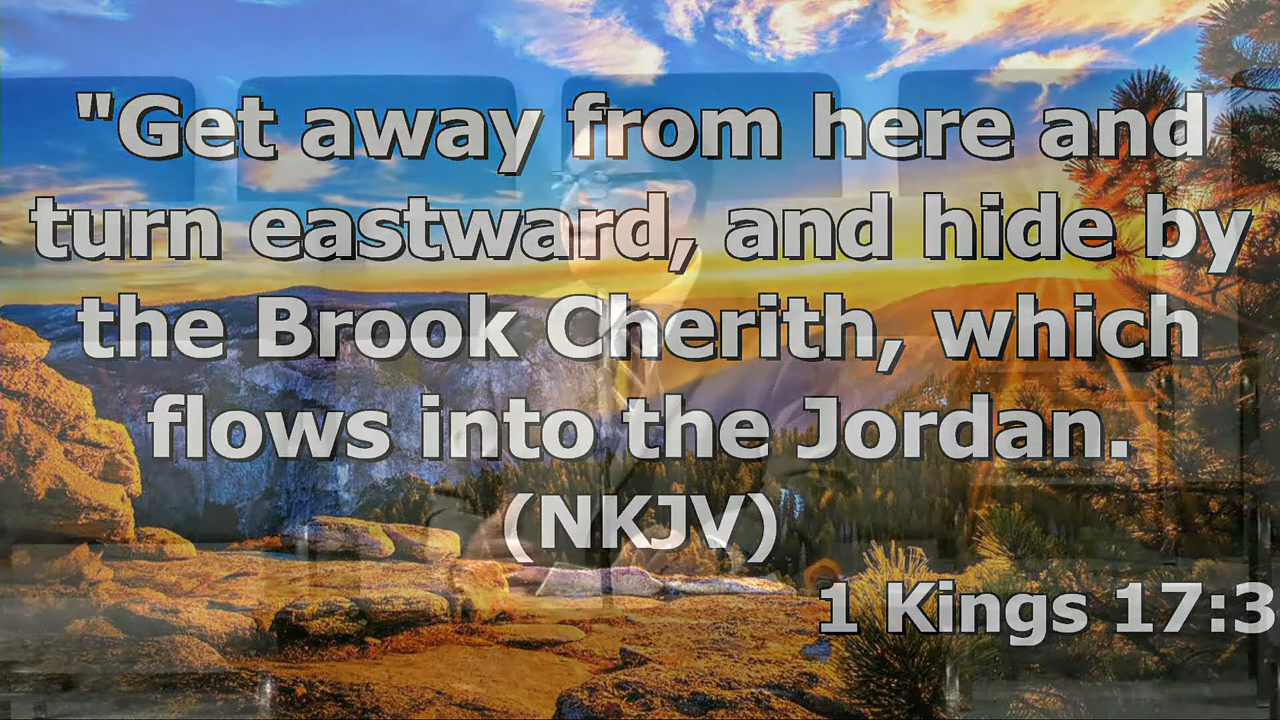 "Get away from here and
turn eastward, and hide by
the Brook Cherith, which
flows into the Jordan.
(NKJV)
1 Kings 17:3